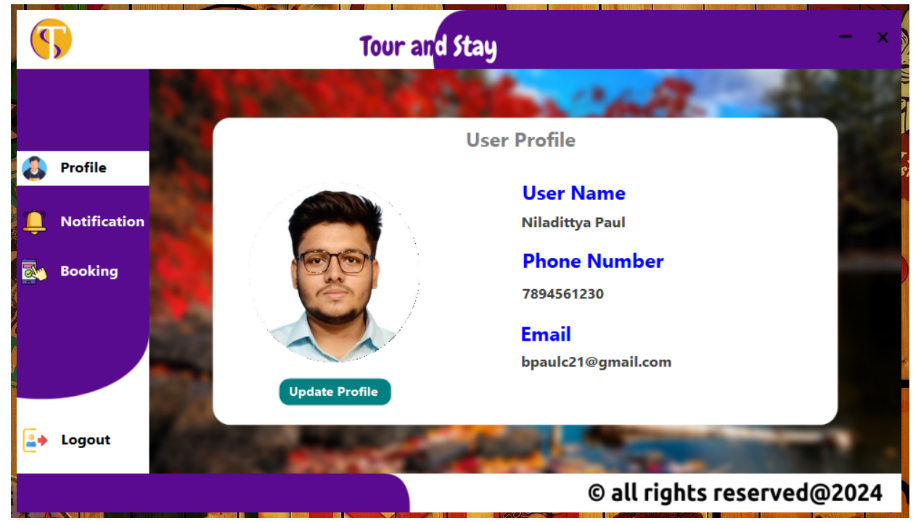 Tour and Stay
User Profile
Profile
User Name
Niladittya Paul
Notification
Phone Number
Booking
7894561230
Email
bpaulc21@gmail.com
Update Profile
Logout
© all rights reserved@2024